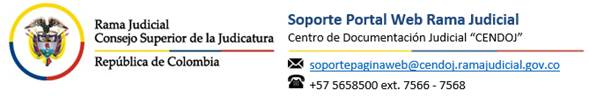 Rama Judicial
Consejo Superior de la Judicatura
República de Colombia
Soporte Portal Web Rama Judicial
Centro de Documentación Judicial “CENDOJ”
soportepaginaweb@cendoj.ramajudicial.gov.co
+57 5658500 ext. 7566 - 7568